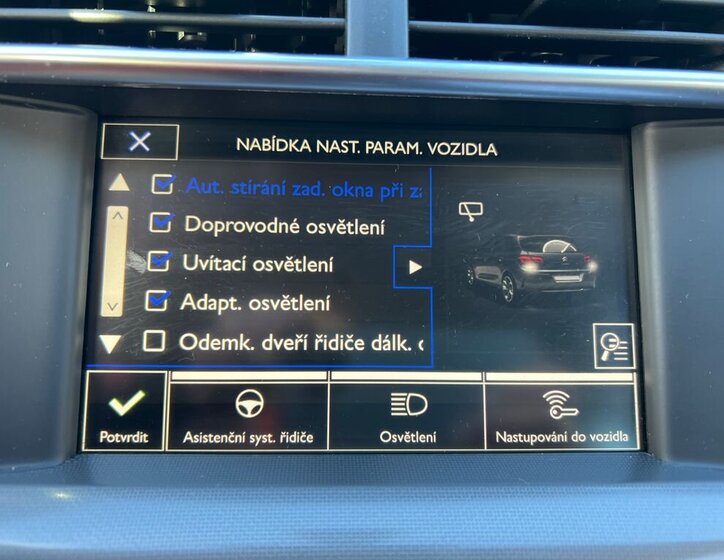 NABÍDKA NAST. PARAM. VOZIDLA
Aut. stírání zad. okna při
Doprovodné osvětlení
Uvítací osvětlení
Adapt. osvětlení
Odemk. dveří řidiče dálk.
Potvrdit
Asistenční syst. řidiče
Osvětlení
Nastupování do vozidla